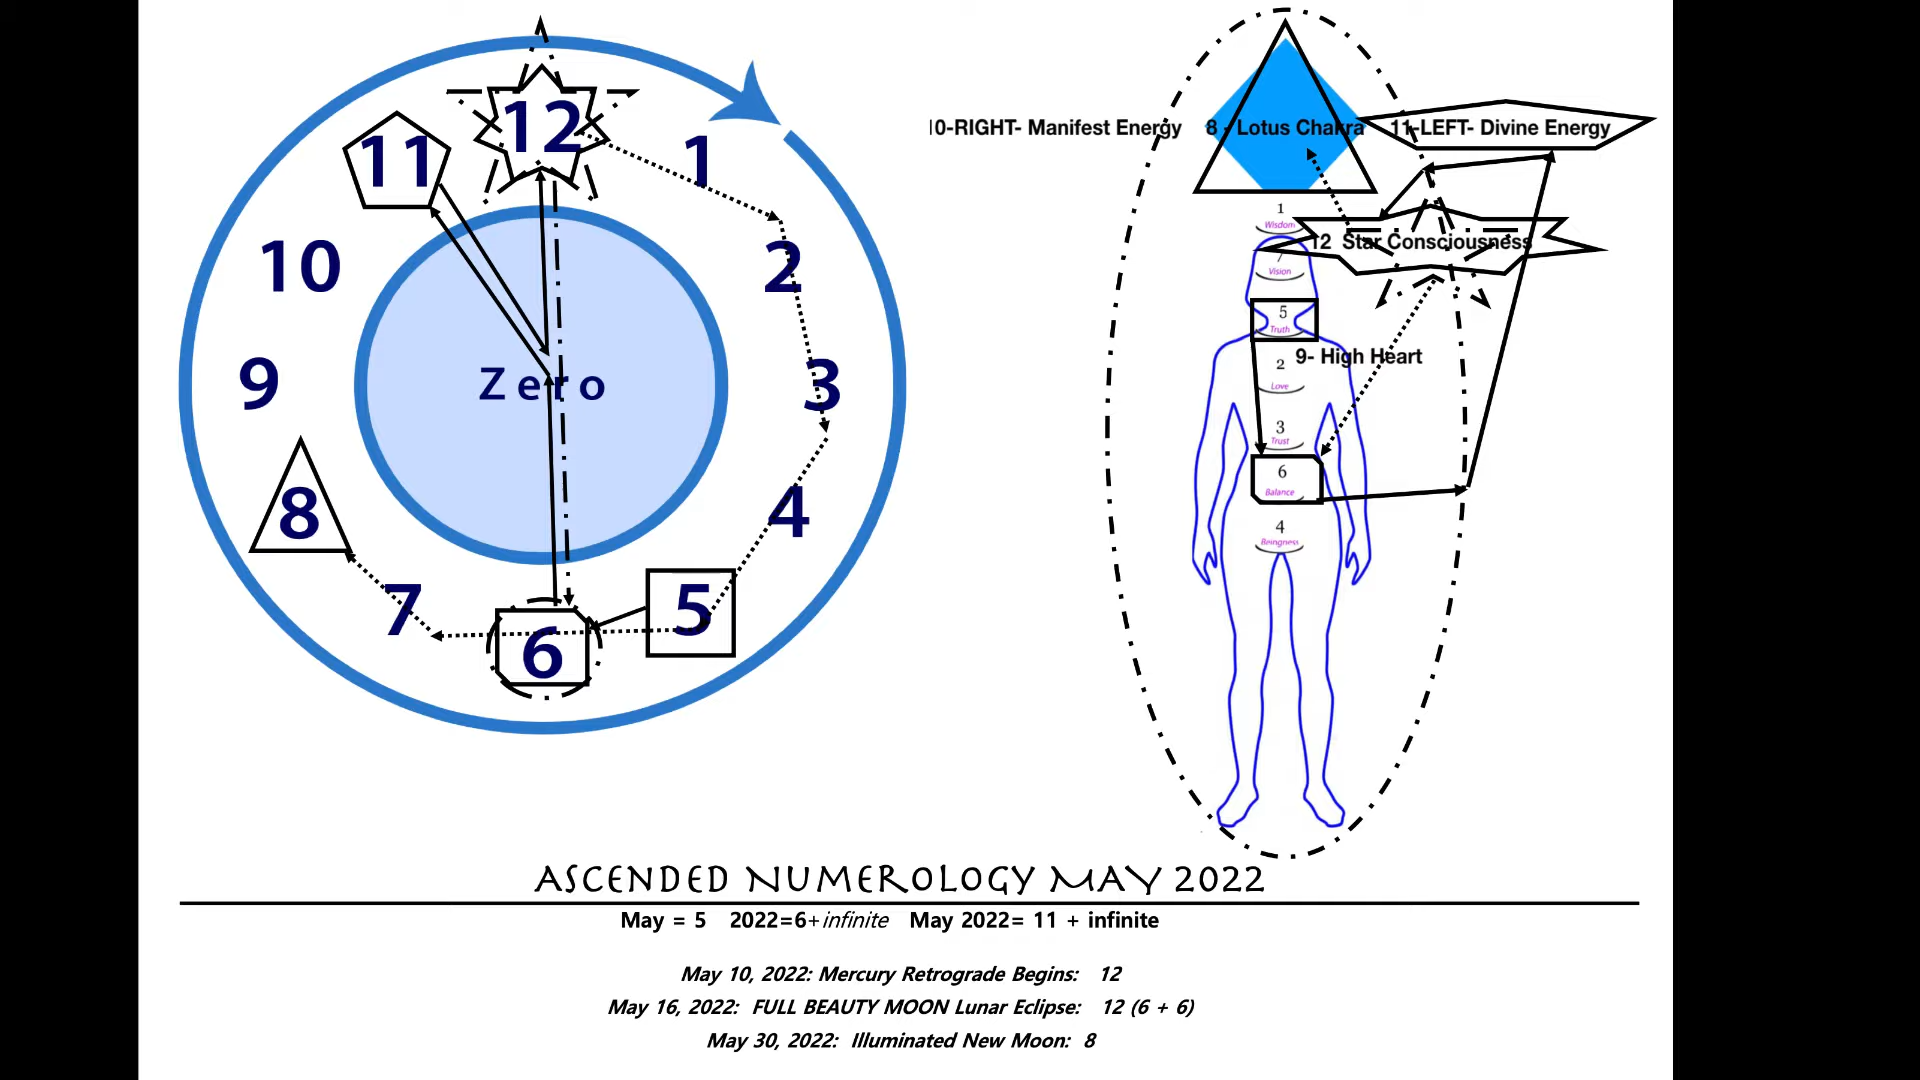 12
11
1
10
2
9
Zero
3
8
4
7
5
6
10-RIGHT- Manifest Energy
8 - Lotus Chakra
11-LEFT- Divine Energy
1
Wisdom
12 Star Consciousness
7
Vision
5
Truth
9- High Heart
2
Love
3
Trust
6
Balance
4
Beingness
ASCENDED NUMEROLOGY MAY 2022
May = 5 2022=6+infinite May 2022= 11 + infinite
May 10, 2022: Mercury Retrograde Begins: 12
May 16, 2022: FULL BEAUTY MOON Lunar Eclipse: 12 (6 + 6)
May 30, 2022: Illuminated New Moon: 8